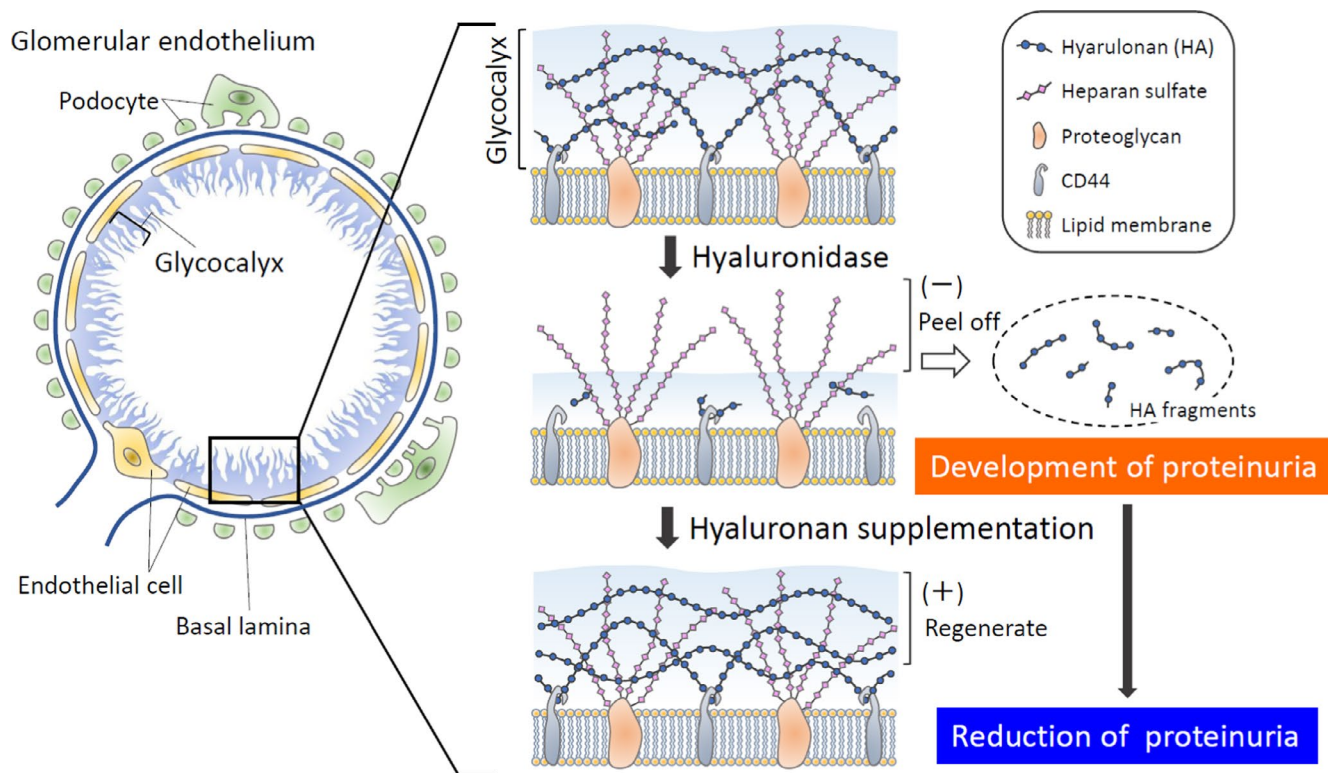 Glomerular endothelium
Podocyte
Glycocalyx
Endothelial cell
Basal lamina
Glycocalyx
Hyaluronidase
(−)
Peel off
HA fragments
Development of proteinuria
Hyaluronan supplementation
(+)
Regenerate
Reduction of proteinuria
Hyarulonan (HA)
Heparan sulfate
Proteoglycan
CD44
Lipid membrane